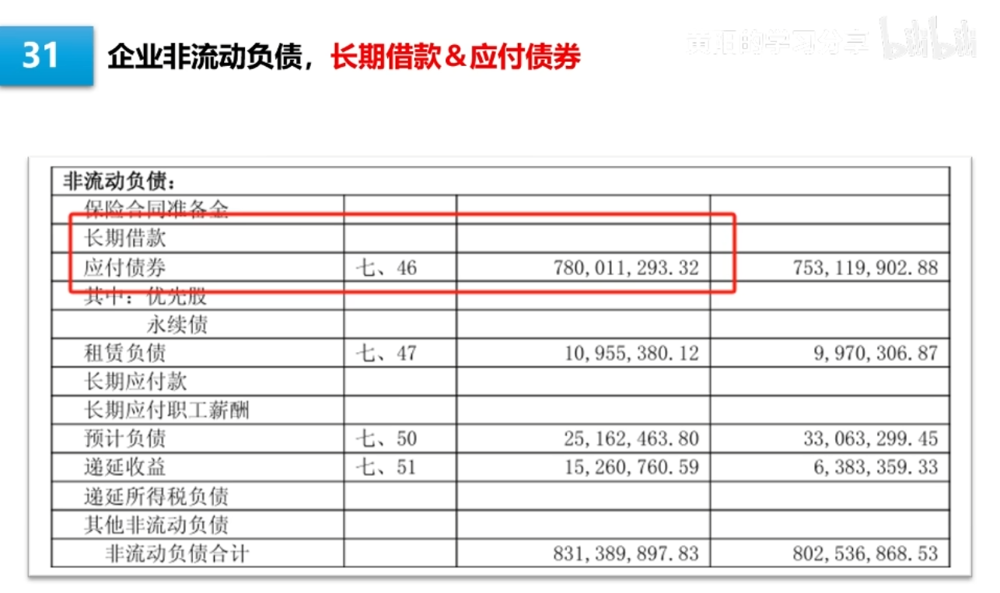 31
企业非流动负债，长期借款&应付债券
黄阳的学习分享 bilibili
非流动负债：
保险合同准备金
长期借款
应付债券 七、46 780,011,293.32 753,119,902.88
其中：优先股
永续债
租赁负债 七、47 10,955,380.12 9,970,306.87
长期应付款
长期应付职工薪酬
预计负债 七、50 25,162,463.80 33,063,299.45
递延收益 七、51 15,260,760.59 6,383,359.33
递延所得税负债
其他非流动负债
非流动负债合计 831,389,897.83 802,536,868.53